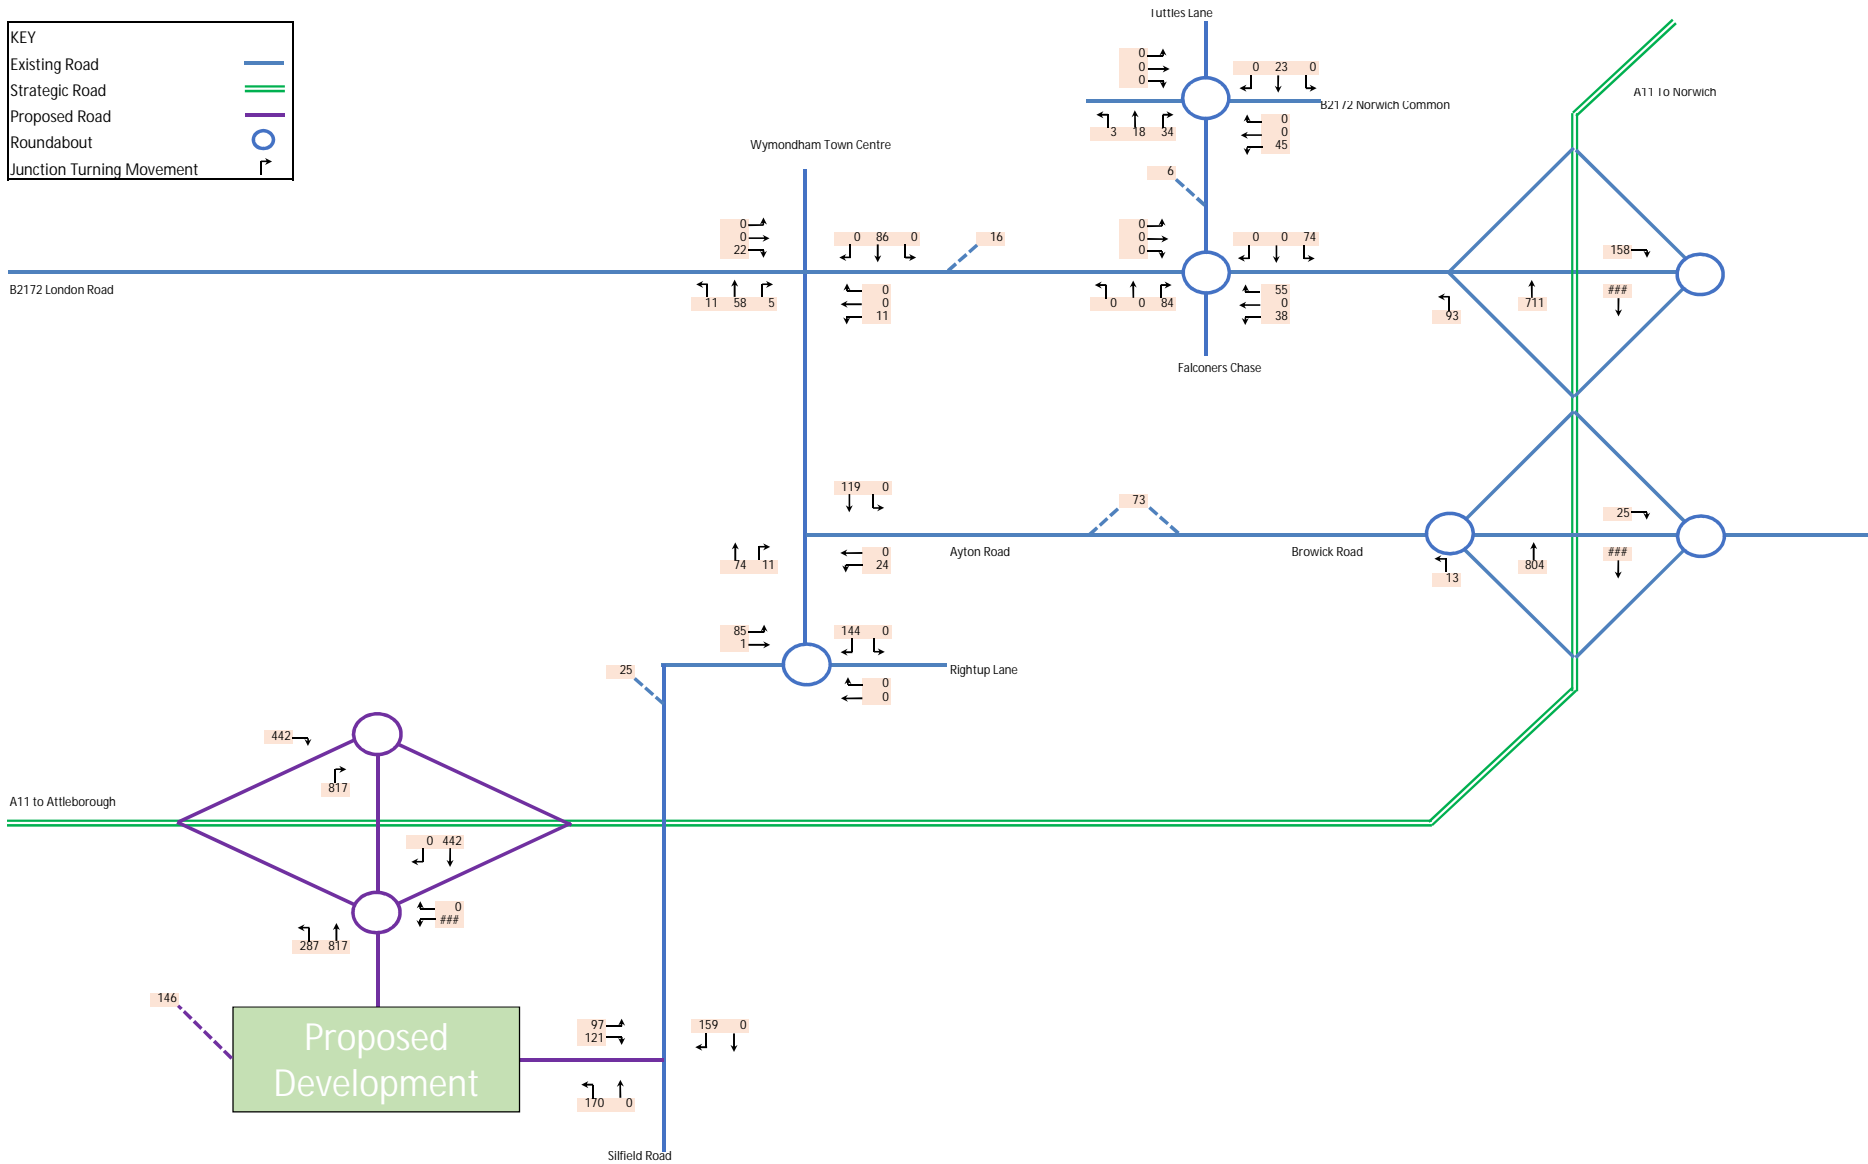 Tuttles Lane
KEY
Existing Road
Strategic Road
Proposed Road
Roundabout
Junction Turning Movement
0
0
0
0 23 0
A11 To Norwich
B2172 Norwich Common
3 18 34
0
0
45
Wymondham Town Centre
6
0
0
22
0 86 0
16
0
0
0
0 0 74
158
B2172 London Road
11 58 5
0
0
11
0 0 84
55
0
38
93
711
###
Falconers Chase
119 0
73
25
74 11
0
24
Ayton Road
Browick Road
13
804
###
85
1
144 0
25
Rightup Lane
0
0
442
817
A11 to Attleborough
0 442
0
###
287 817
146
Proposed
Development
97
121
159 0
170 0
Silfield Road